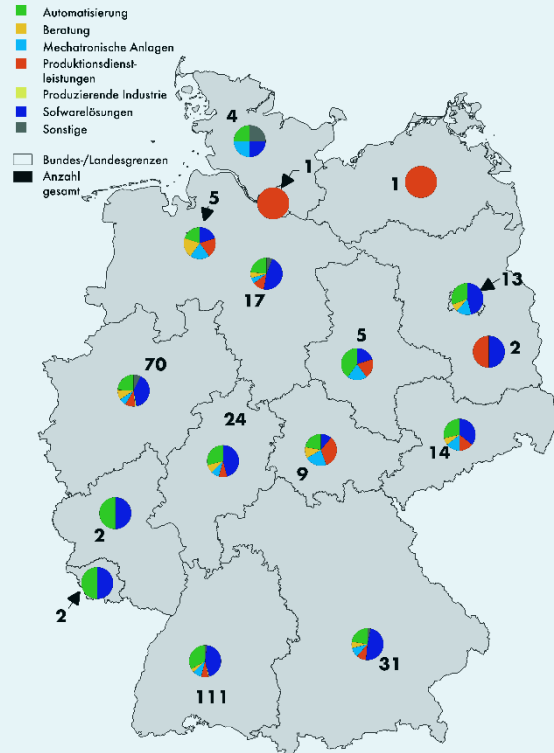 Automatisierung
Beratung
Mechatronische Anlagen
Produktionsdienst-
leistungen
Produzierende Industrie
Sofwarelösungen
Sonstige
Bundes-/Landesgrenzen
Anzahl
gesamt
4
1
1
5
17
13
2
5
70
24
9
14
2
2
111
31